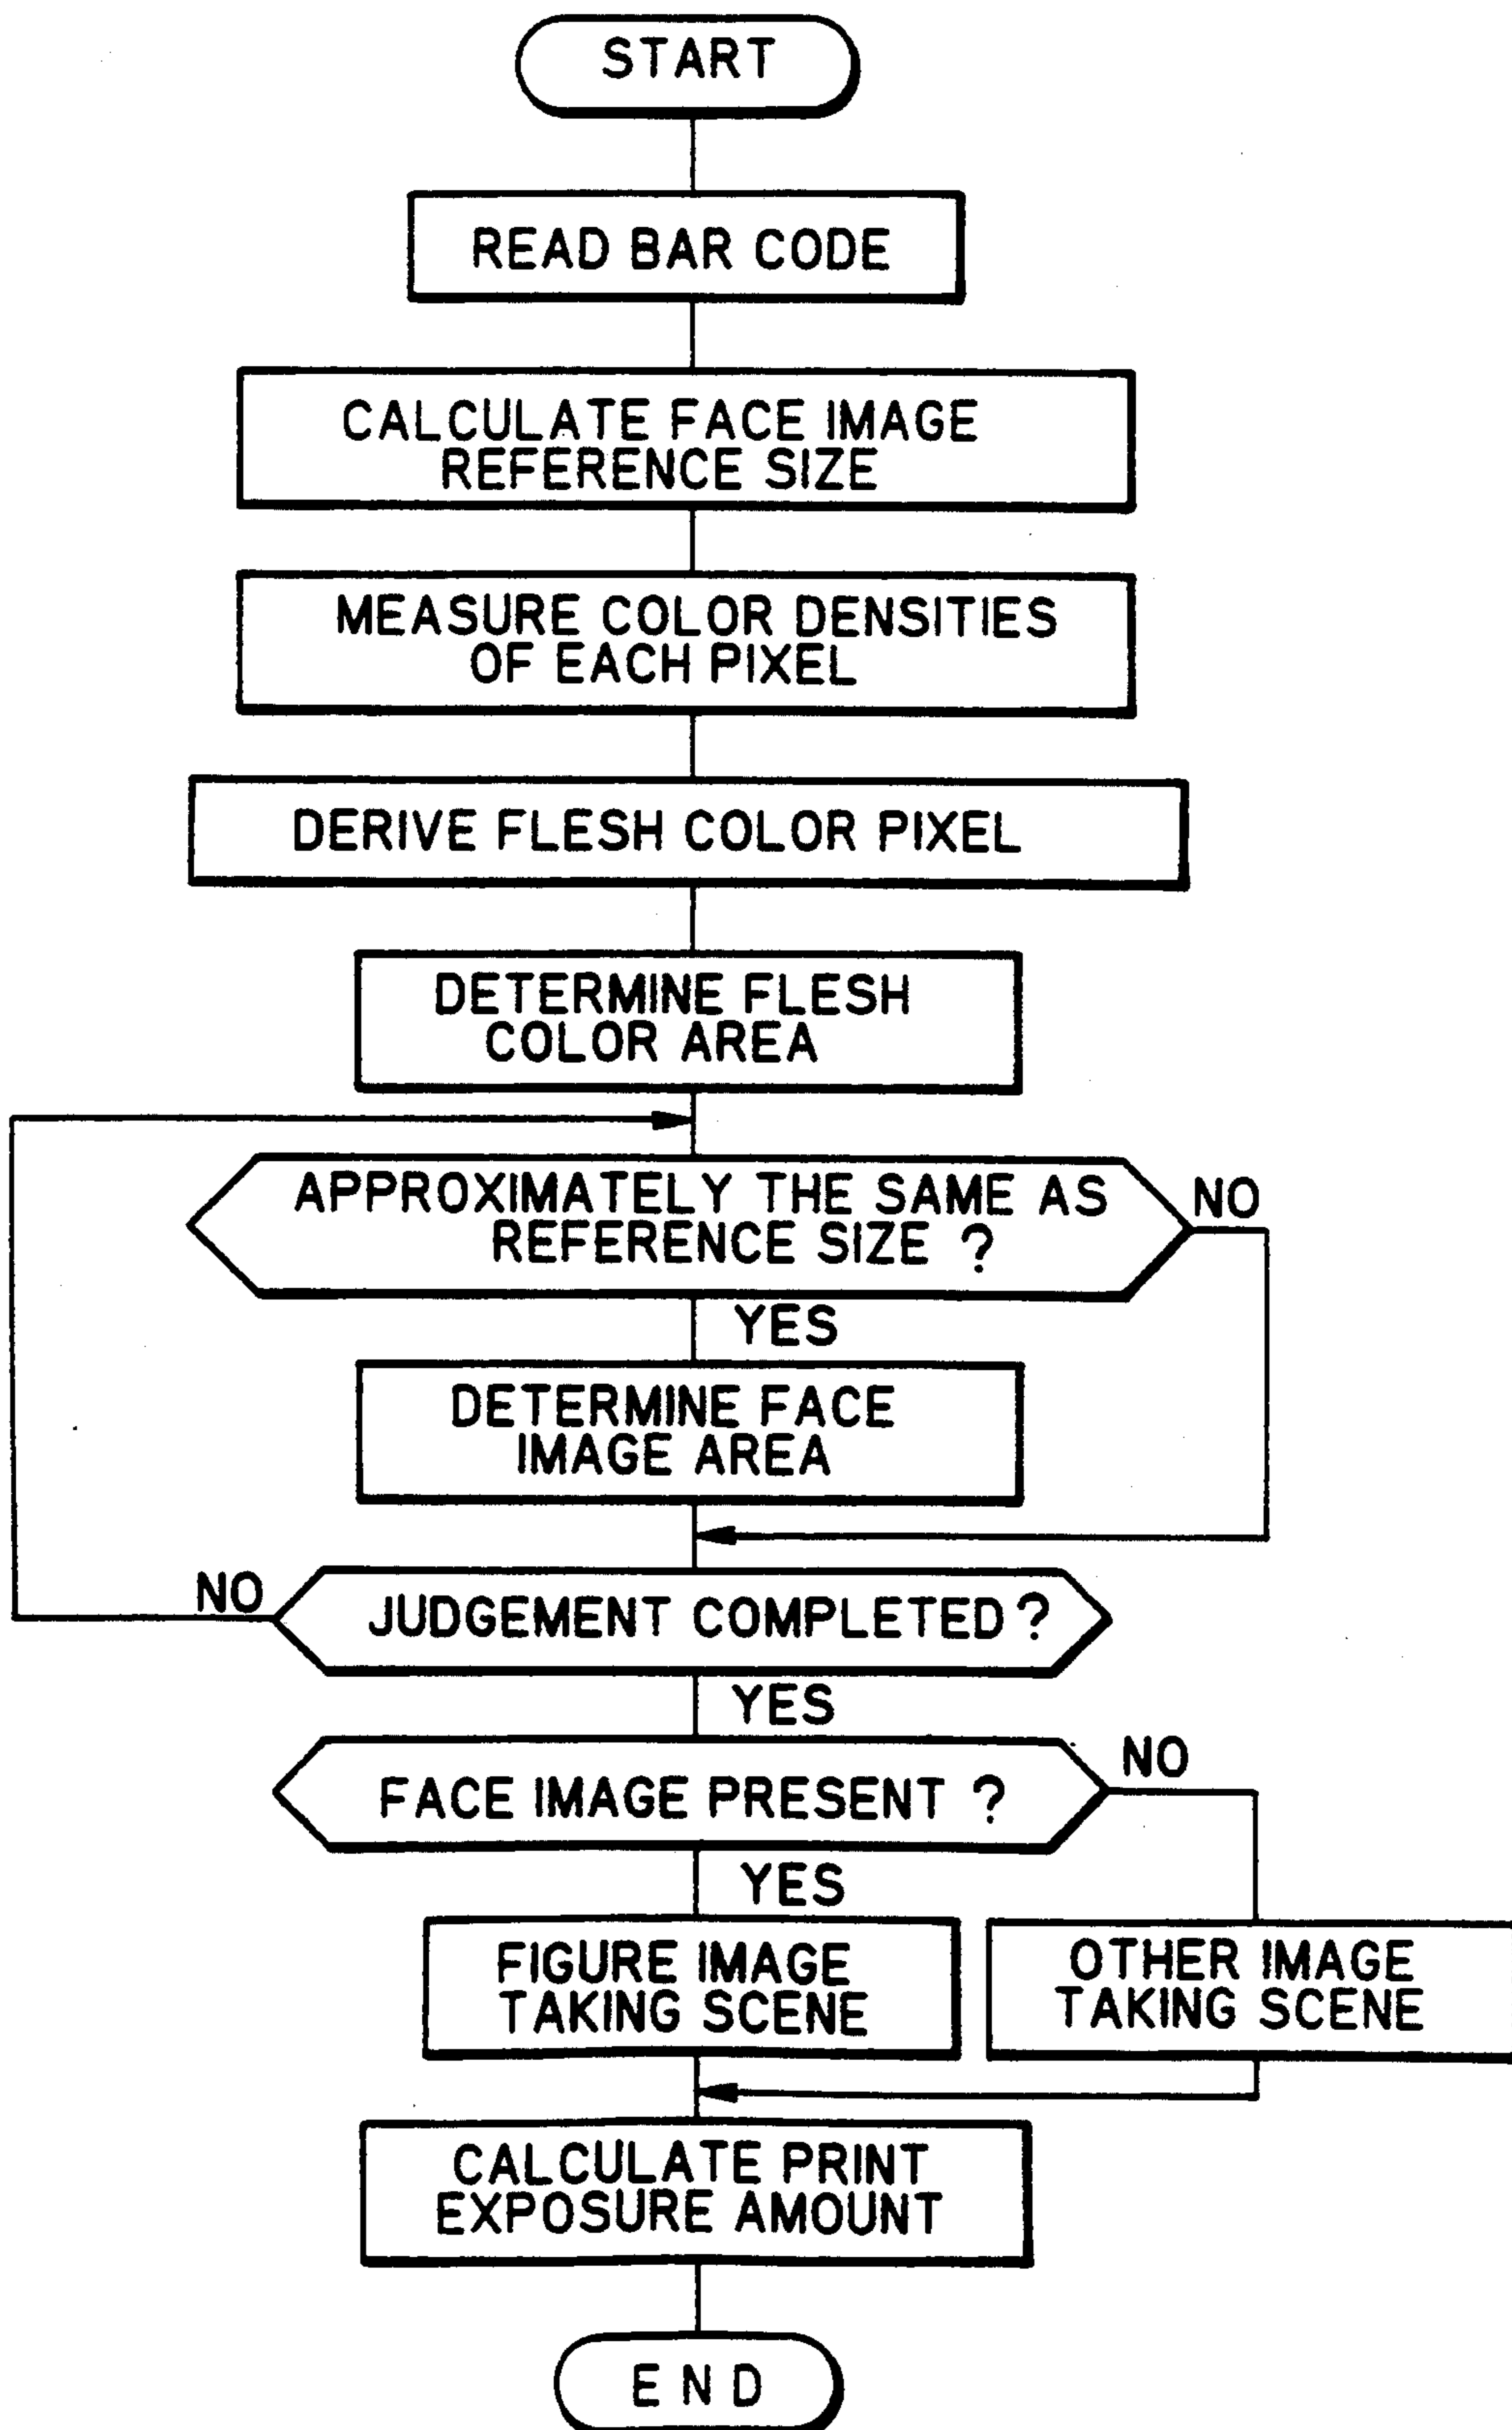 START
READ BAR CODE
CALCULATE FACE IMAGE
REFERENCE SIZE
MEASURE COLOR DENSITIES
OF EACH PIXEL
DERIVE FLESH COLOR PIXEL
DETERMINE FLESH
COLOR AREA
APPROXIMATELY THE SAME AS
REFERENCE SIZE ?
NO
YES
DETERMINE FACE
IMAGE AREA
NO
JUDGEMENT COMPLETED ?
YES
FACE IMAGE PRESENT ?
NO
YES
FIGURE IMAGE
TAKING SCENE
OTHER IMAGE
TAKING SCENE
CALCULATE PRINT
EXPOSURE AMOUNT
END